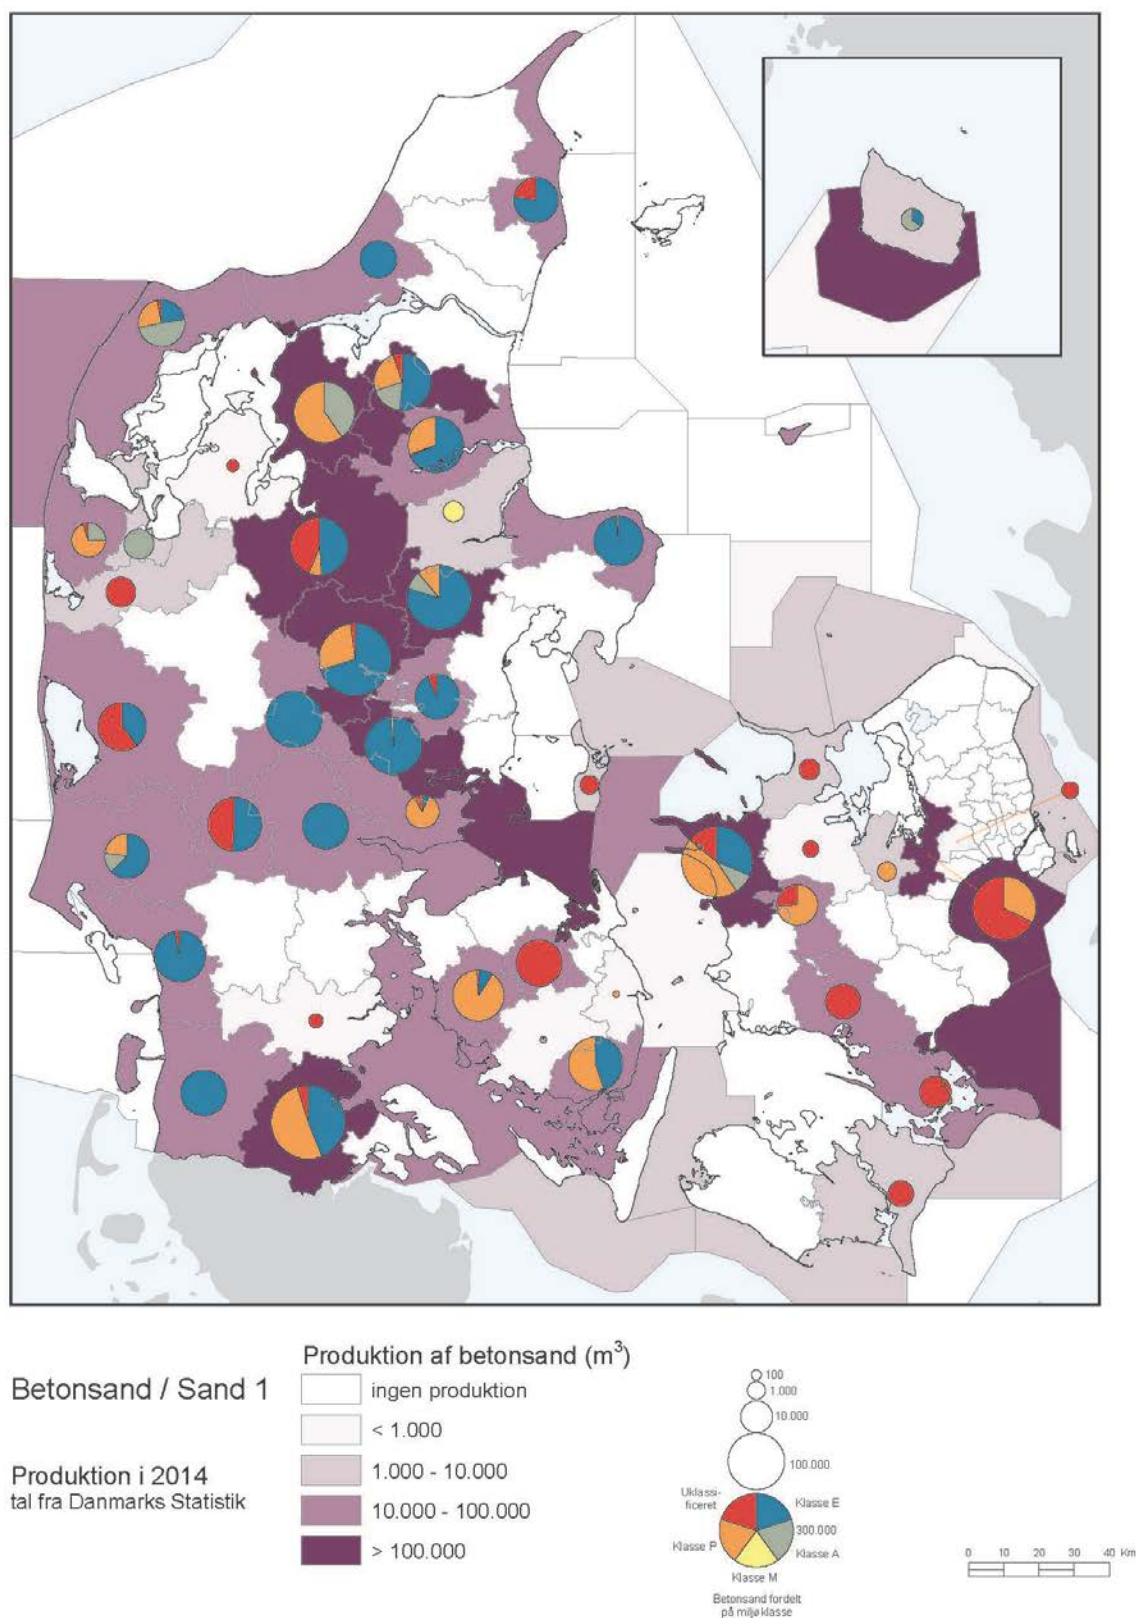 Betonsand / Sand 1
Produktion i 2014
tal fra Danmarks Statistik
Produktion af betonsand (m³)
ingen produktion
< 1.000
1.000 - 10.000
10.000 - 100.000
> 100.000
100
1.000
10.000
100.000
Uklassi-
ficeret
Klasse E
300.000
Klasse P
Klasse A
Klasse M
Betonsand fordelt
på miljøklasse
0 10 20 30 40 Km